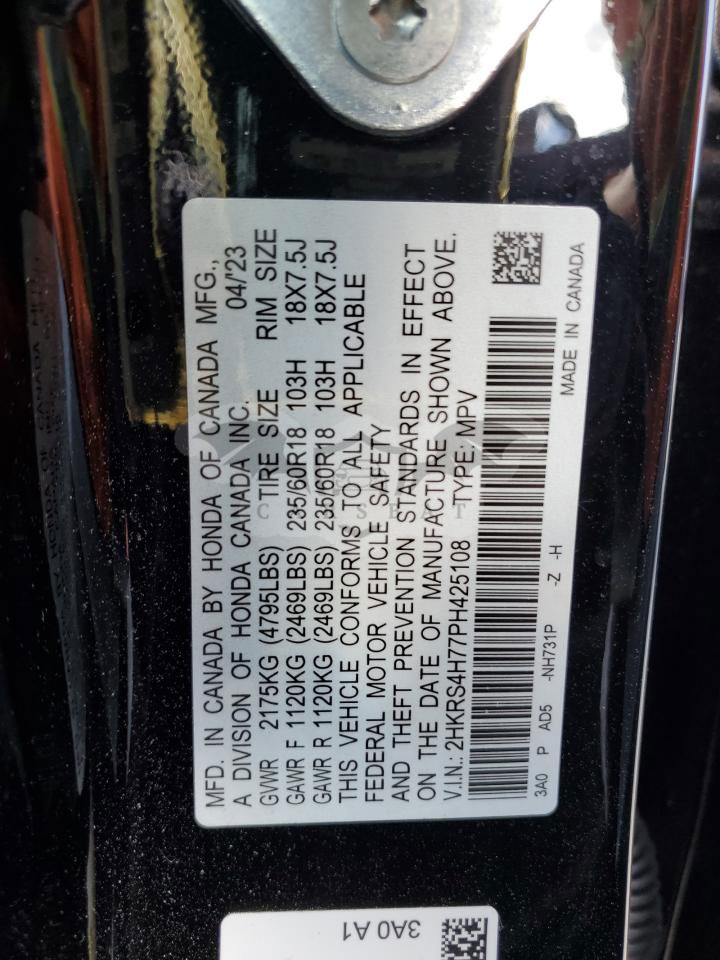 MFD. IN CANADA BY HONDA OF CANADA MFG.,
A DIVISION OF HONDA CANADA INC. 04/23
GVWR 2175KG (4795LBS) TIRE SIZE RIM SIZE
GAWR F 1120KG (2469LBS) 235/60R18 103H 18X7.5J
GAWR R 1120KG (2469LBS) 235/60R18 103H 18X7.5J
THIS VEHICLE CONFORMS TO ALL APPLICABLE
FEDERAL MOTOR VEHICLE SAFETY
AND THEFT PREVENTION STANDARDS IN EFFECT
ON THE DATE OF MANUFACTURE SHOWN ABOVE.
V.I.N.: 2HKRS4H77PH425108 TYPE: MPV
3A0 P AD5 -NH731P -Z -H
MADE IN CANADA
3A0 A1